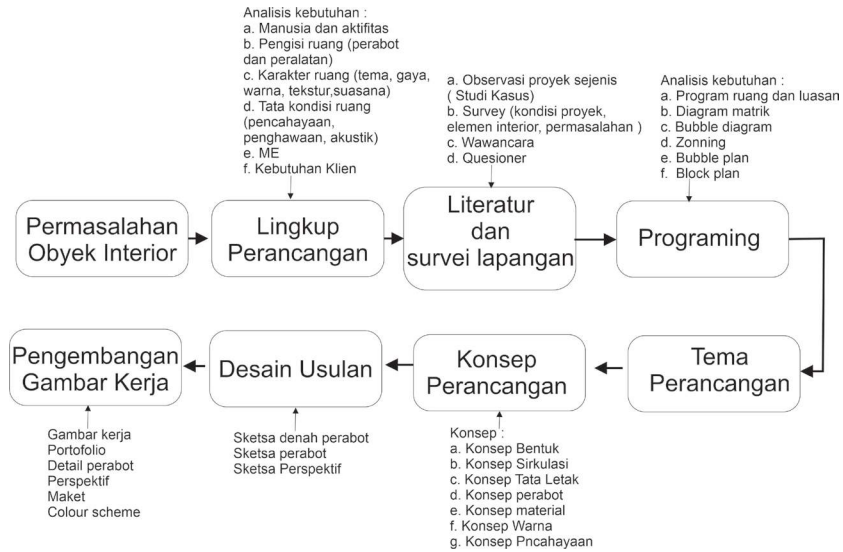 Analisis kebutuhan :
a. Manusia dan aktifitas
b. Pengisi ruang (perabot
dan peralatan)
c. Karakter ruang (tema, gaya,
warna, tekstur,suasana)
d. Tata kondisi ruang
(pencahayaan,
penghawaan, akustik)
e. ME
f. Kebutuhan Klien
a. Observasi proyek sejenis
( Studi Kasus)
b. Survey (kondisi proyek,
elemen interior, permasalahan )
c. Wawancara
d. Quesioner
Analisis kebutuhan :
a. Program ruang dan luasan
b. Diagram matrik
c. Bubble diagram
d. Zonning
e. Bubble plan
f. Block plan
Permasalahan
Obyek Interior
Lingkup
Perancangan
Literatur
dan
survei lapangan
Programing
Pengembangan
Gambar Kerja
Desain Usulan
Konsep
Perancangan
Tema
Perancangan
Gambar kerja
Portofolio
Detail perabot
Perspektif
Maket
Colour scheme
Sketsa denah perabot
Sketsa perabot
Sketsa Perspektif
Konsep :
a. Konsep Bentuk
b. Konsep Sirkulasi
c. Konsep Tata Letak
d. Konsep perabot
e. Konsep material
f. Konsep Warna
g. Konsep Pncahayaan